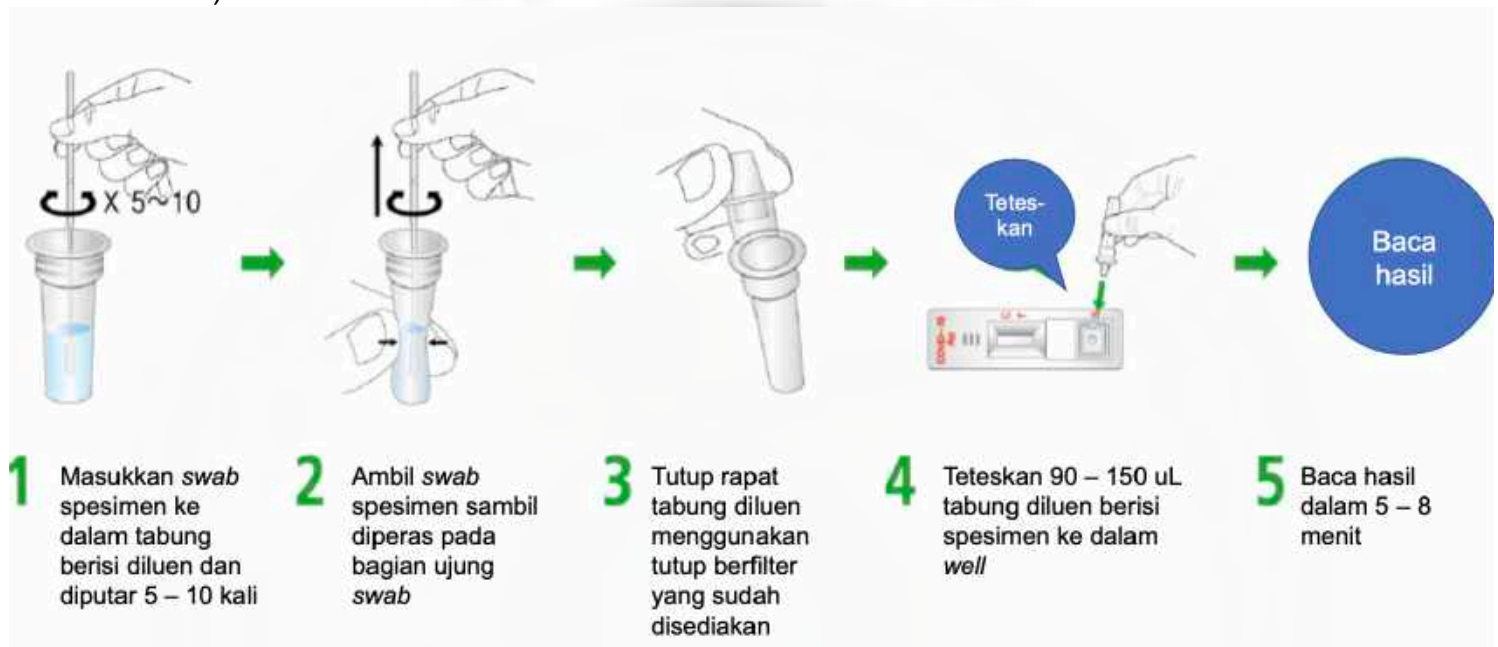 )
X 5~10
Tetes-
kan
Baca
hasil
COVID-19
Ag
C
T
S
1
Masukkan swab
spesimen ke
dalam tabung
berisi diluen dan
diputar 5 – 10 kali
2
Ambil swab
spesimen sambil
diperas pada
bagian ujung
swab
3
Tutup rapat
tabung diluen
menggunakan
tutup berfilter
yang sudah
disediakan
4
Teteskan 90 – 150 uL
tabung diluen berisi
spesimen ke dalam
well
5
Baca hasil
dalam 5 – 8
menit